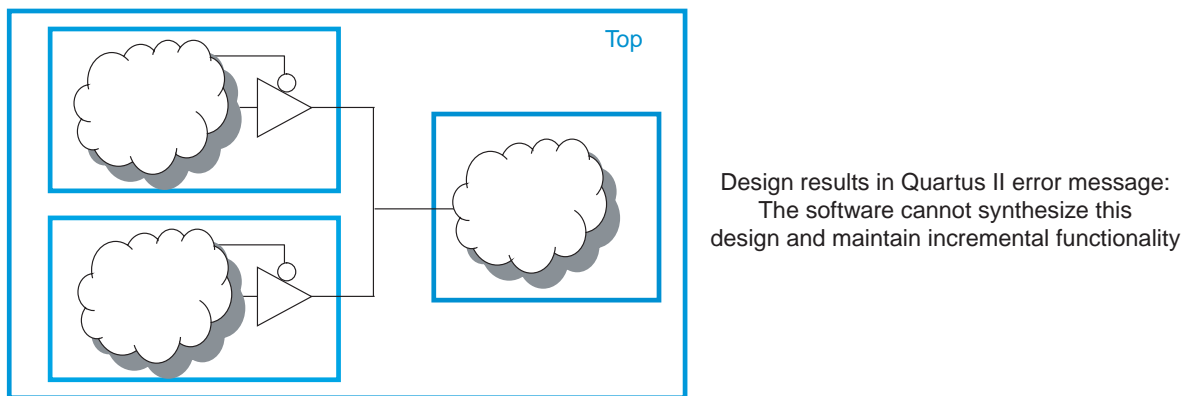 Top
Design results in Quartus II error message:
The software cannot synthesize this
design and maintain incremental functionality